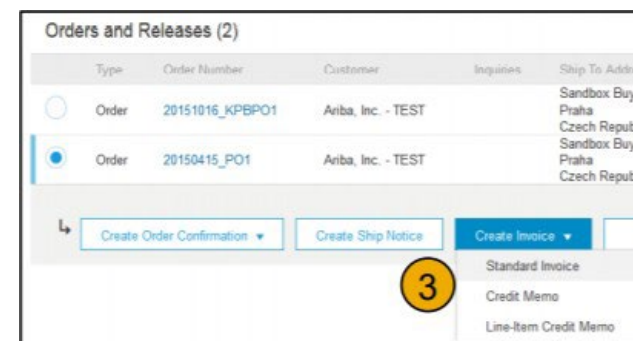 Orders and Releases (2)
Type Order Number Customer Inquiries Ship To Addre
Sandbox Buy
Order 20151016_KPBPO1 Ariba, Inc. - TEST Praha
Czech Repub
Sandbox Buy
Order 20150415_PO1 Ariba, Inc. - TEST Praha
Czech Repub
Create Order Confirmation Create Ship Notice Create Invoice
Standard Invoice
3
Credit Memo
Line-Item Credit Memo